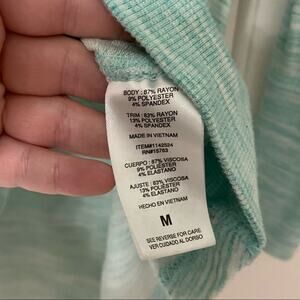 BODY: 87% RAYON
9% POLYESTER
4% SPANDEX
TRIM: 83% RAYON
13% POLYESTER
4% SPANDEX
MADE IN VIETNAM
ITEM#1142524
RN#15763
CUERPO: 87% VISCOSA
9% POLIÉSTER
4% ELASTANO
AJUSTE: 83% VISCOSA
13% POLIÉSTER
4% ELASTANO
HECHO EN VIETNAM
M
SEE REVERSE FOR CARE
VER CUIDADO AL DORSO